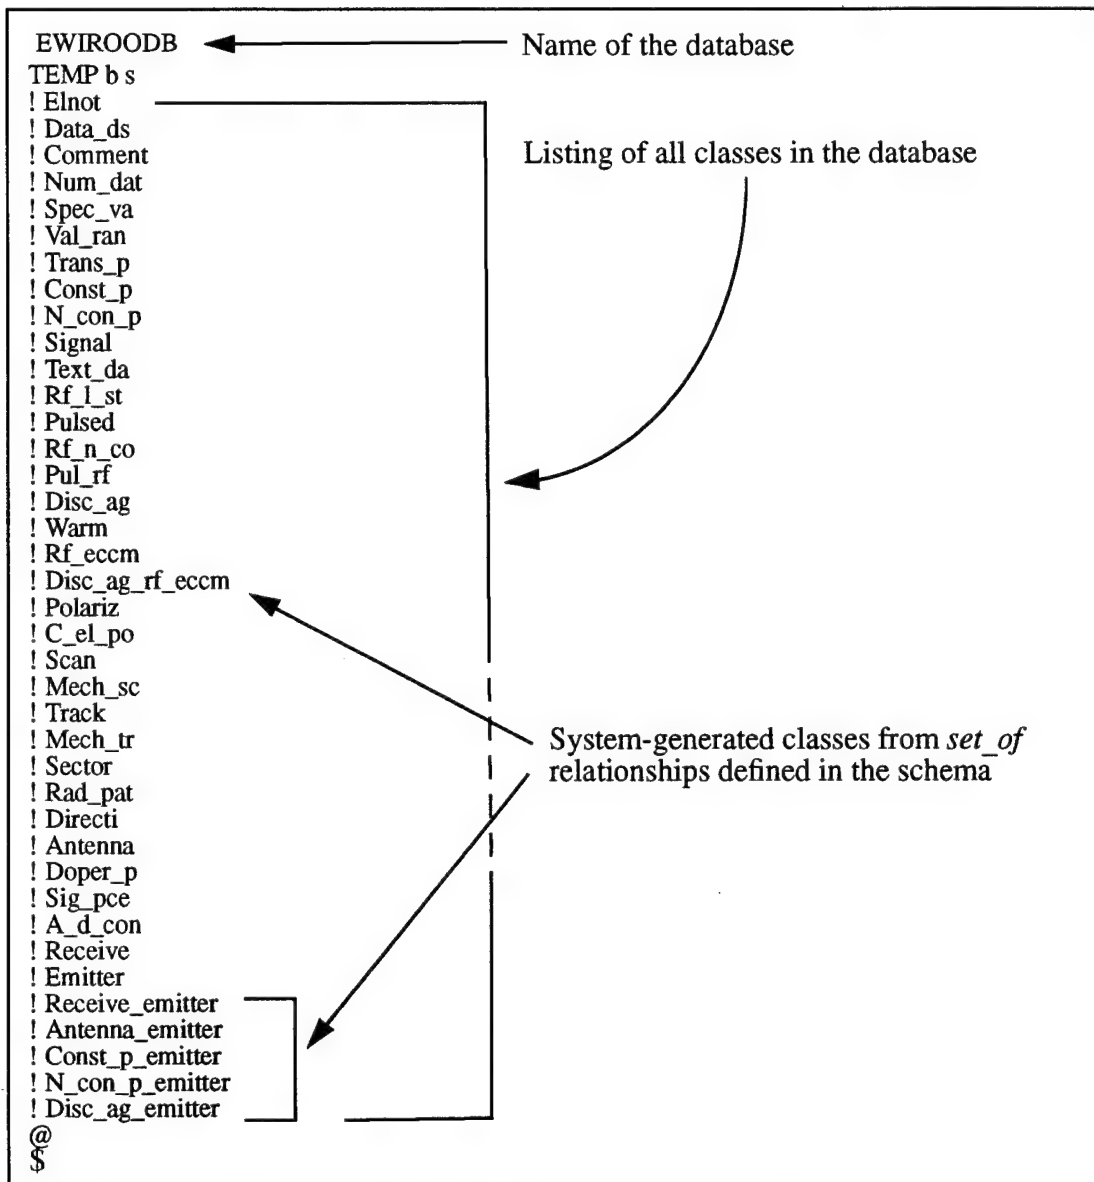 EWIROODB
Name of the database
TEMP b s
! Elnot
! Data_ds
! Comment
Listing of all classes in the database
! Num_dat
! Spec_va
! Val_ran
! Trans_p
! Const_p
! N_con_p
! Signal
! Text_da
! Rf_l_st
! Pulsed
! Rf_n_co
! Pul_rf
! Disc_ag
! Warm
! Rf_eccm
! Disc_ag_rf_eccm
! Polariz
! C_el_po
! Scan
! Mech_sc
! Track
! Mech_tr
System-generated classes from set_of
! Sector
relationships defined in the schema
! Rad_pat
! Directi
! Antenna
! Doper_p
! Sig_pce
! A_d_con
! Receive
! Emitter
! Receive_emitter
! Antenna_emitter
! Const_p_emitter
! N_con_p_emitter
! Disc_ag_emitter
@
$